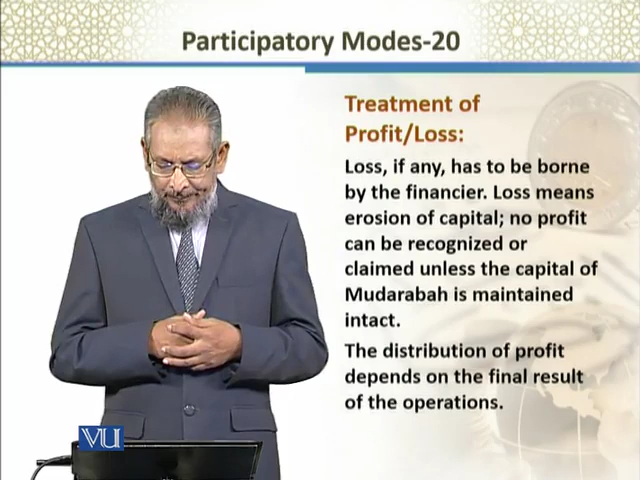 Participatory Modes-20
Treatment of
Profit/Loss:
Loss, if any, has to be borne
by the financier. Loss means
erosion of capital; no profit
can be recognized or
claimed unless the capital of
Mudarabah is maintained
intact.
The distribution of profit
depends on the final result
of the operations.
VU